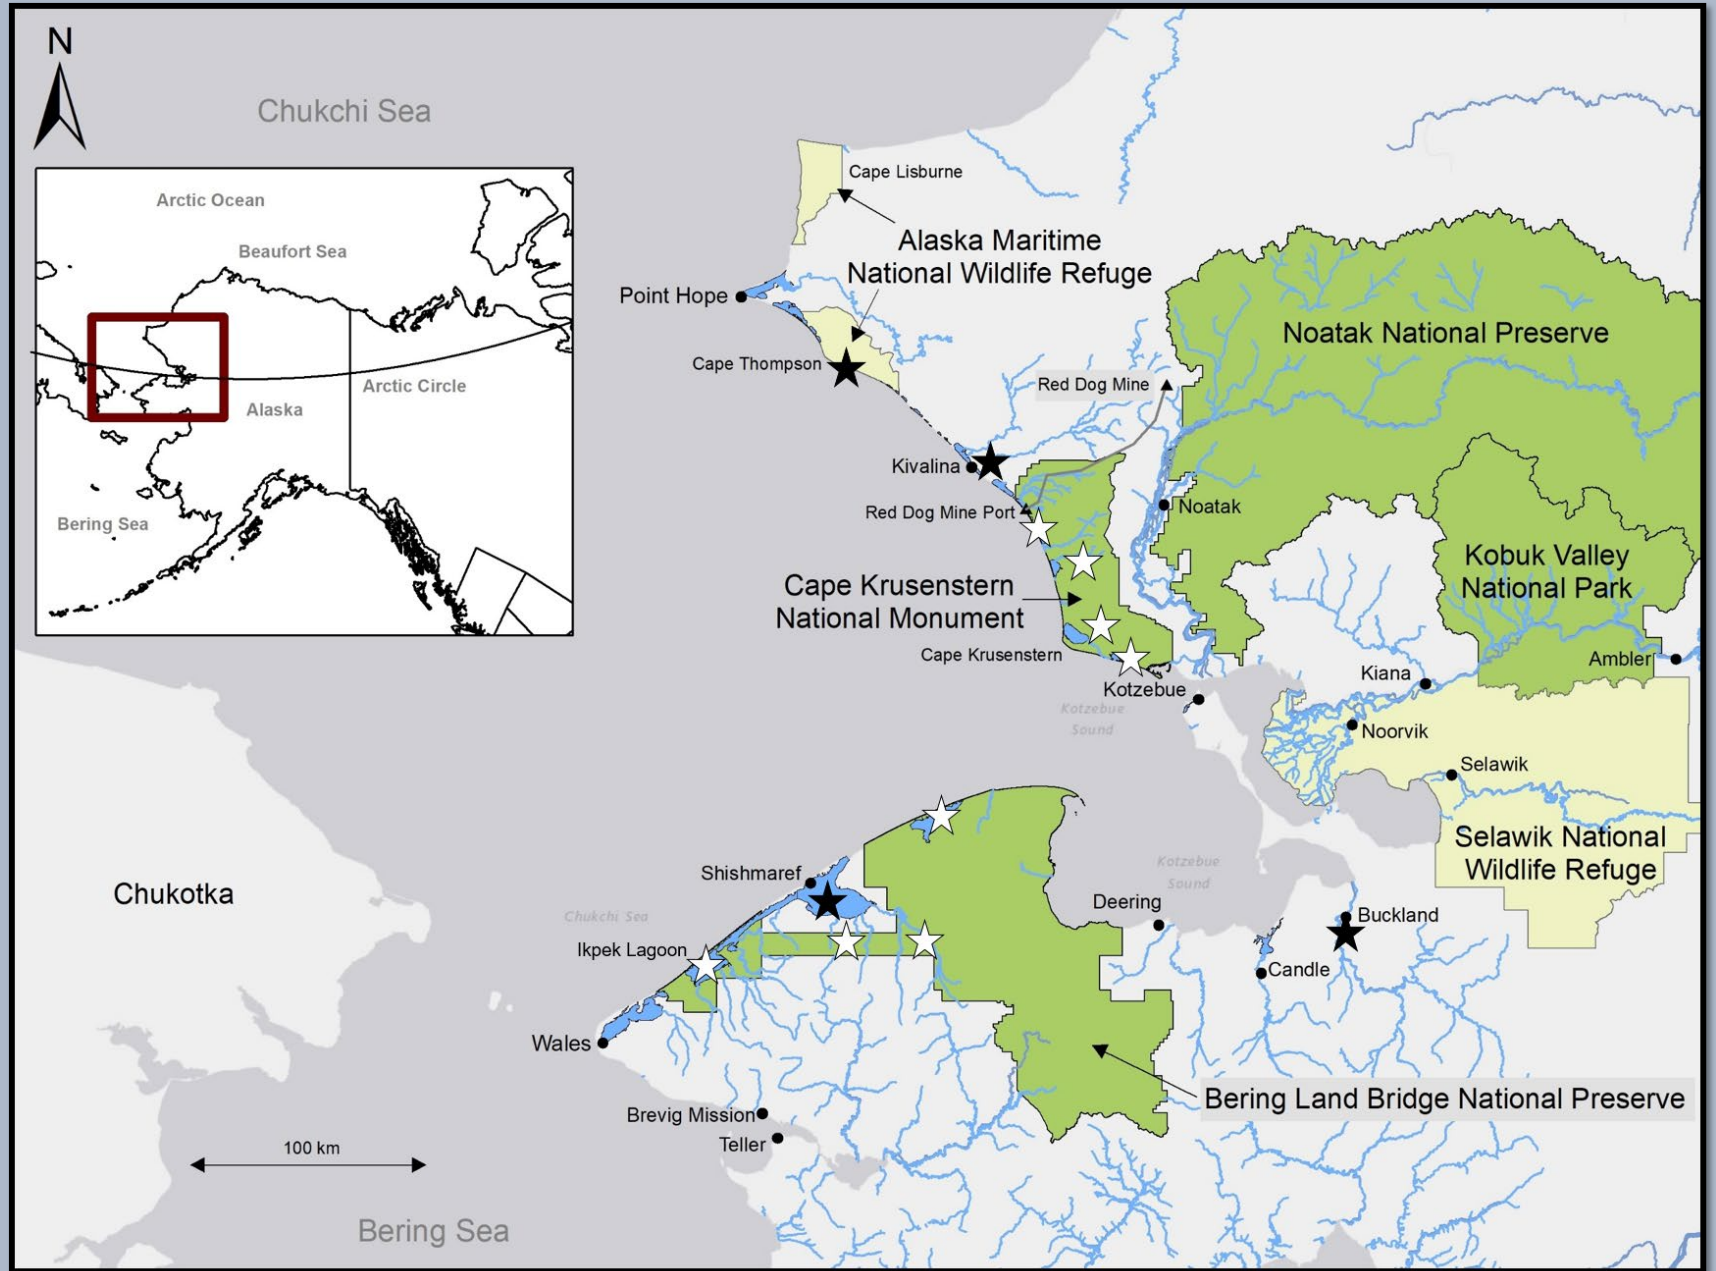 N
Chukchi Sea
Arctic Ocean
Beaufort Sea
Arctic Circle
Alaska
Bering Sea
Cape Lisburne
Alaska Maritime
National Wildlife Refuge
Point Hope
Cape Thompson
Red Dog Mine
Noatak National Preserve
Kivalina
Red Dog Mine Port
Noatak
Kobuk Valley
National Park
Cape Krusenstern
National Monument
Cape Krusenstern
Ambler
Kiana
Kotzebue
Kotzebue
Sound
Noorvik
Selawik
Selawik National
Wildlife Refuge
Shishmaref
Kotzebue
Sound
Chukotka
Deering
Chukchi Sea
Buckland
Ikpek Lagoon
Candle
Wales
Bering Land Bridge National Preserve
Brevig Mission
Teller
100 km
Bering Sea